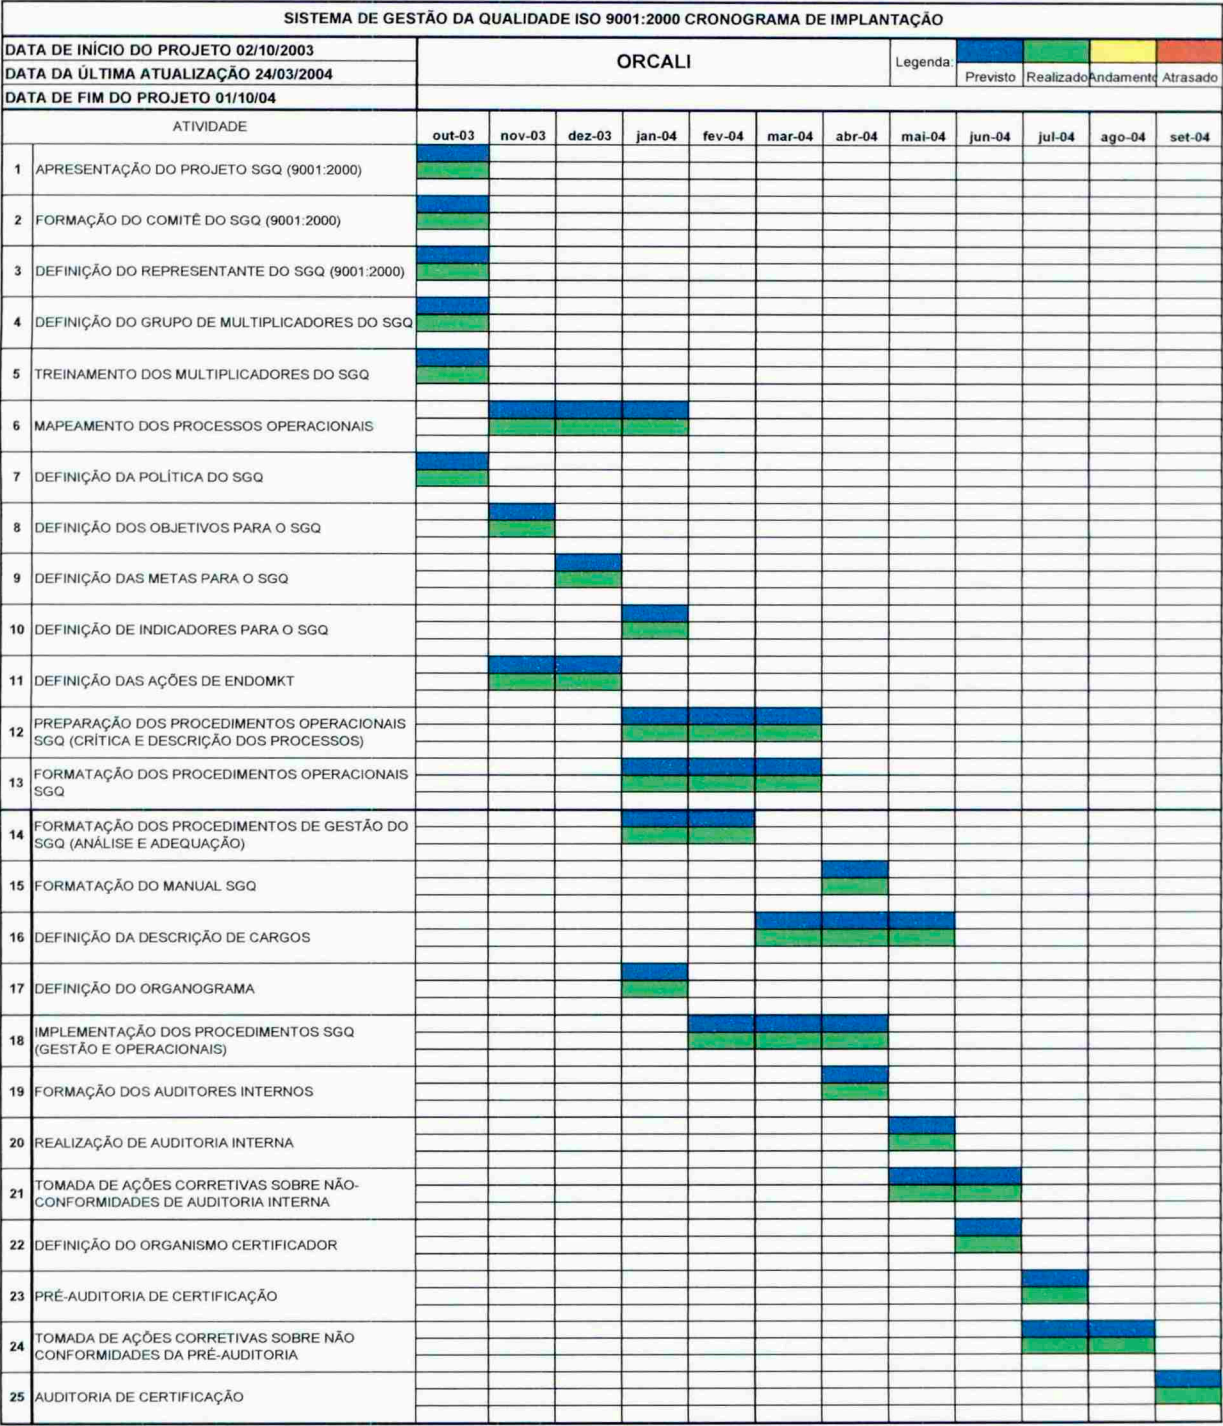 SISTEMA DE GESTÃO DA QUALIDADE ISO 9001:2000 CRONOGRAMA DE IMPLANTAÇÃO
DATA DE INÍCIO DO PROJETO 02/10/2003
DATA DA ÚLTIMA ATUALIZAÇÃO 24/03/2004
DATA DE FIM DO PROJETO 01/10/04
ORCALI
Legenda:
Previsto Realizado Andamento Atrasado
ATIVIDADE
out-03 nov-03 dez-03 jan-04 fev-04 mar-04 abr-04 mai-04 jun-04 jul-04 ago-04 set-04
1 APRESENTAÇÃO DO PROJETO SGQ (9001:2000)
2 FORMAÇÃO DO COMITÊ DO SGQ (9001:2000)
3 DEFINIÇÃO DO REPRESENTANTE DO SGQ (9001:2000)
4 DEFINIÇÃO DO GRUPO DE MULTIPLICADORES DO SGQ
5 TREINAMENTO DOS MULTIPLICADORES DO SGQ
6 MAPEAMENTO DOS PROCESSOS OPERACIONAIS
7 DEFINIÇÃO DA POLÍTICA DO SGQ
8 DEFINIÇÃO DOS OBJETIVOS PARA O SGQ
9 DEFINIÇÃO DAS METAS PARA O SGQ
10 DEFINIÇÃO DE INDICADORES PARA O SGQ
11 DEFINIÇÃO DAS AÇÕES DE ENDOMKT
12 PREPARAÇÃO DOS PROCEDIMENTOS OPERACIONAIS
SGQ (CRÍTICA E DESCRIÇÃO DOS PROCESSOS)
13 FORMATAÇÃO DOS PROCEDIMENTOS OPERACIONAIS
SGQ
14 FORMATAÇÃO DOS PROCEDIMENTOS DE GESTÃO DO
SGQ (ANÁLISE E ADEQUAÇÃO)
15 FORMATAÇÃO DO MANUAL SGQ
16 DEFINIÇÃO DA DESCRIÇÃO DE CARGOS
17 DEFINIÇÃO DO ORGANOGRAMA
18 IMPLEMENTAÇÃO DOS PROCEDIMENTOS SGQ
(GESTÃO E OPERACIONAIS)
19 FORMAÇÃO DOS AUDITORES INTERNOS
20 REALIZAÇÃO DE AUDITORIA INTERNA
21 TOMADA DE AÇÕES CORRETIVAS SOBRE NÃO-
CONFORMIDADES DE AUDITORIA INTERNA
22 DEFINIÇÃO DO ORGANISMO CERTIFICADOR
23 PRÉ-AUDITORIA DE CERTIFICAÇÃO
24 TOMADA DE AÇÕES CORRETIVAS SOBRE NÃO
CONFORMIDADES DA PRÉ-AUDITORIA
25 AUDITORIA DE CERTIFICAÇÃO